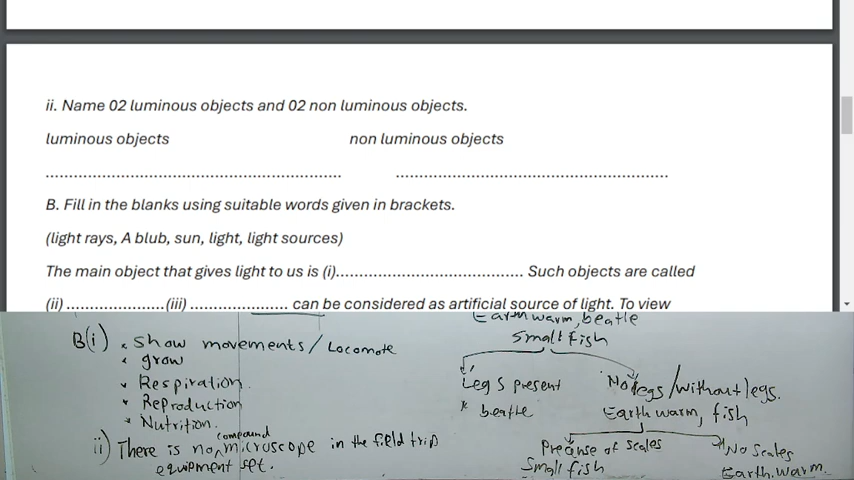 ii. Name 02 luminous objects and 02 non luminous objects.
luminous objects non luminous objects
.............................................................. ..........................................................
B. Fill in the blanks using suitable words given in brackets.
(light rays, A blub, sun, light, light sources)
The main object that gives light to us is (i)........................................ Such objects are called
(ii) .....................(iii) ..................... can be considered as artificial source of light. To view
B(i) • Show movements/Locomote
• grow
• Respiration
• Reproduction
• Nutrition.
ii) There is no compound microscope in the field trip
equipment set.
Earth warm, beatle
Small fish
Legs present
* beatle
No legs/without legs.
Earth warm, fish
Precense of scales
Small fish
No Scales
Earth.warm.